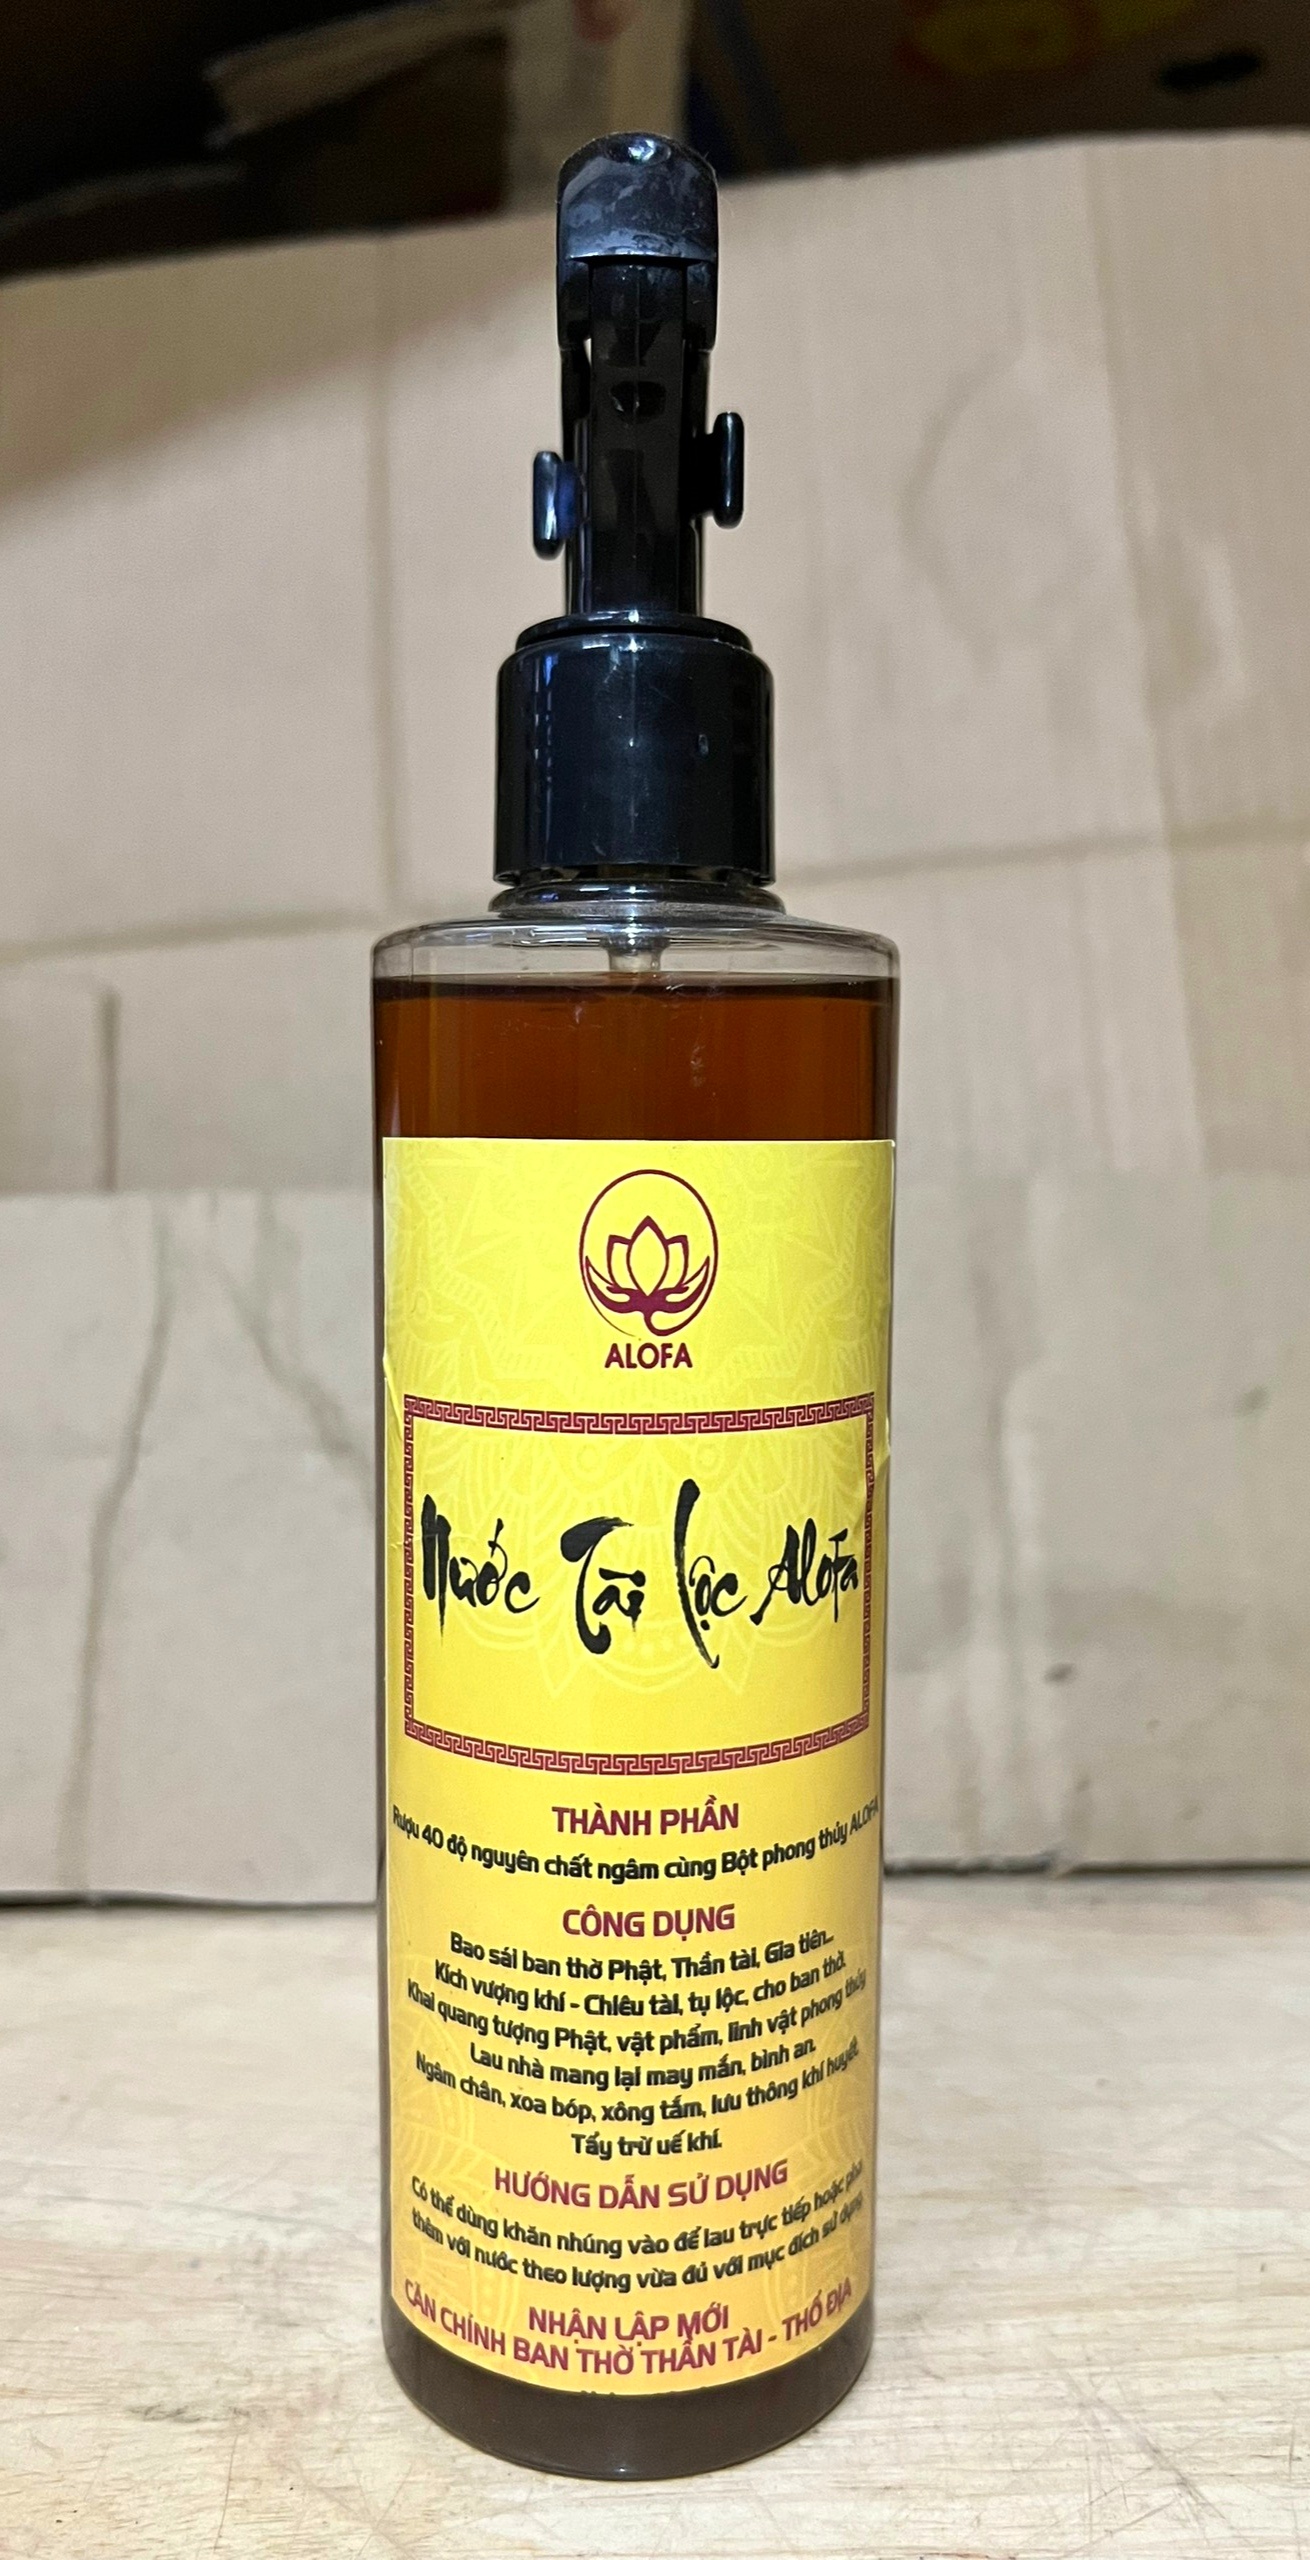 ALOFA
Nước Tài Lộc Alofa
THÀNH PHẦN
Rượu 40 độ nguyên chất ngâm cùng Bột phong thủy ALOFA
CÔNG DỤNG
Bao sái ban thờ Phật, Thần tài, Gia tiên...
Kích vượng khí - Chiêu tài, tụ lộc, cho ban thờ.
Khai quang tượng Phật, vật phẩm, linh vật phong thủy
Lau nhà mang lại may mắn, bình an.
Ngâm chân, xoa bóp, xông tắm, lưu thông khí huyết.
Tẩy trừ uế khí.
HƯỚNG DẪN SỬ DỤNG
Có thể dùng khăn nhúng vào để lau trực tiếp hoặc pha
thêm với nước theo lượng vừa đủ với mục đích sử dụng
NHẬN LẬP MỚI
CĂN CHỈNH BAN THỜ THẦN TÀI - THỔ ĐỊA